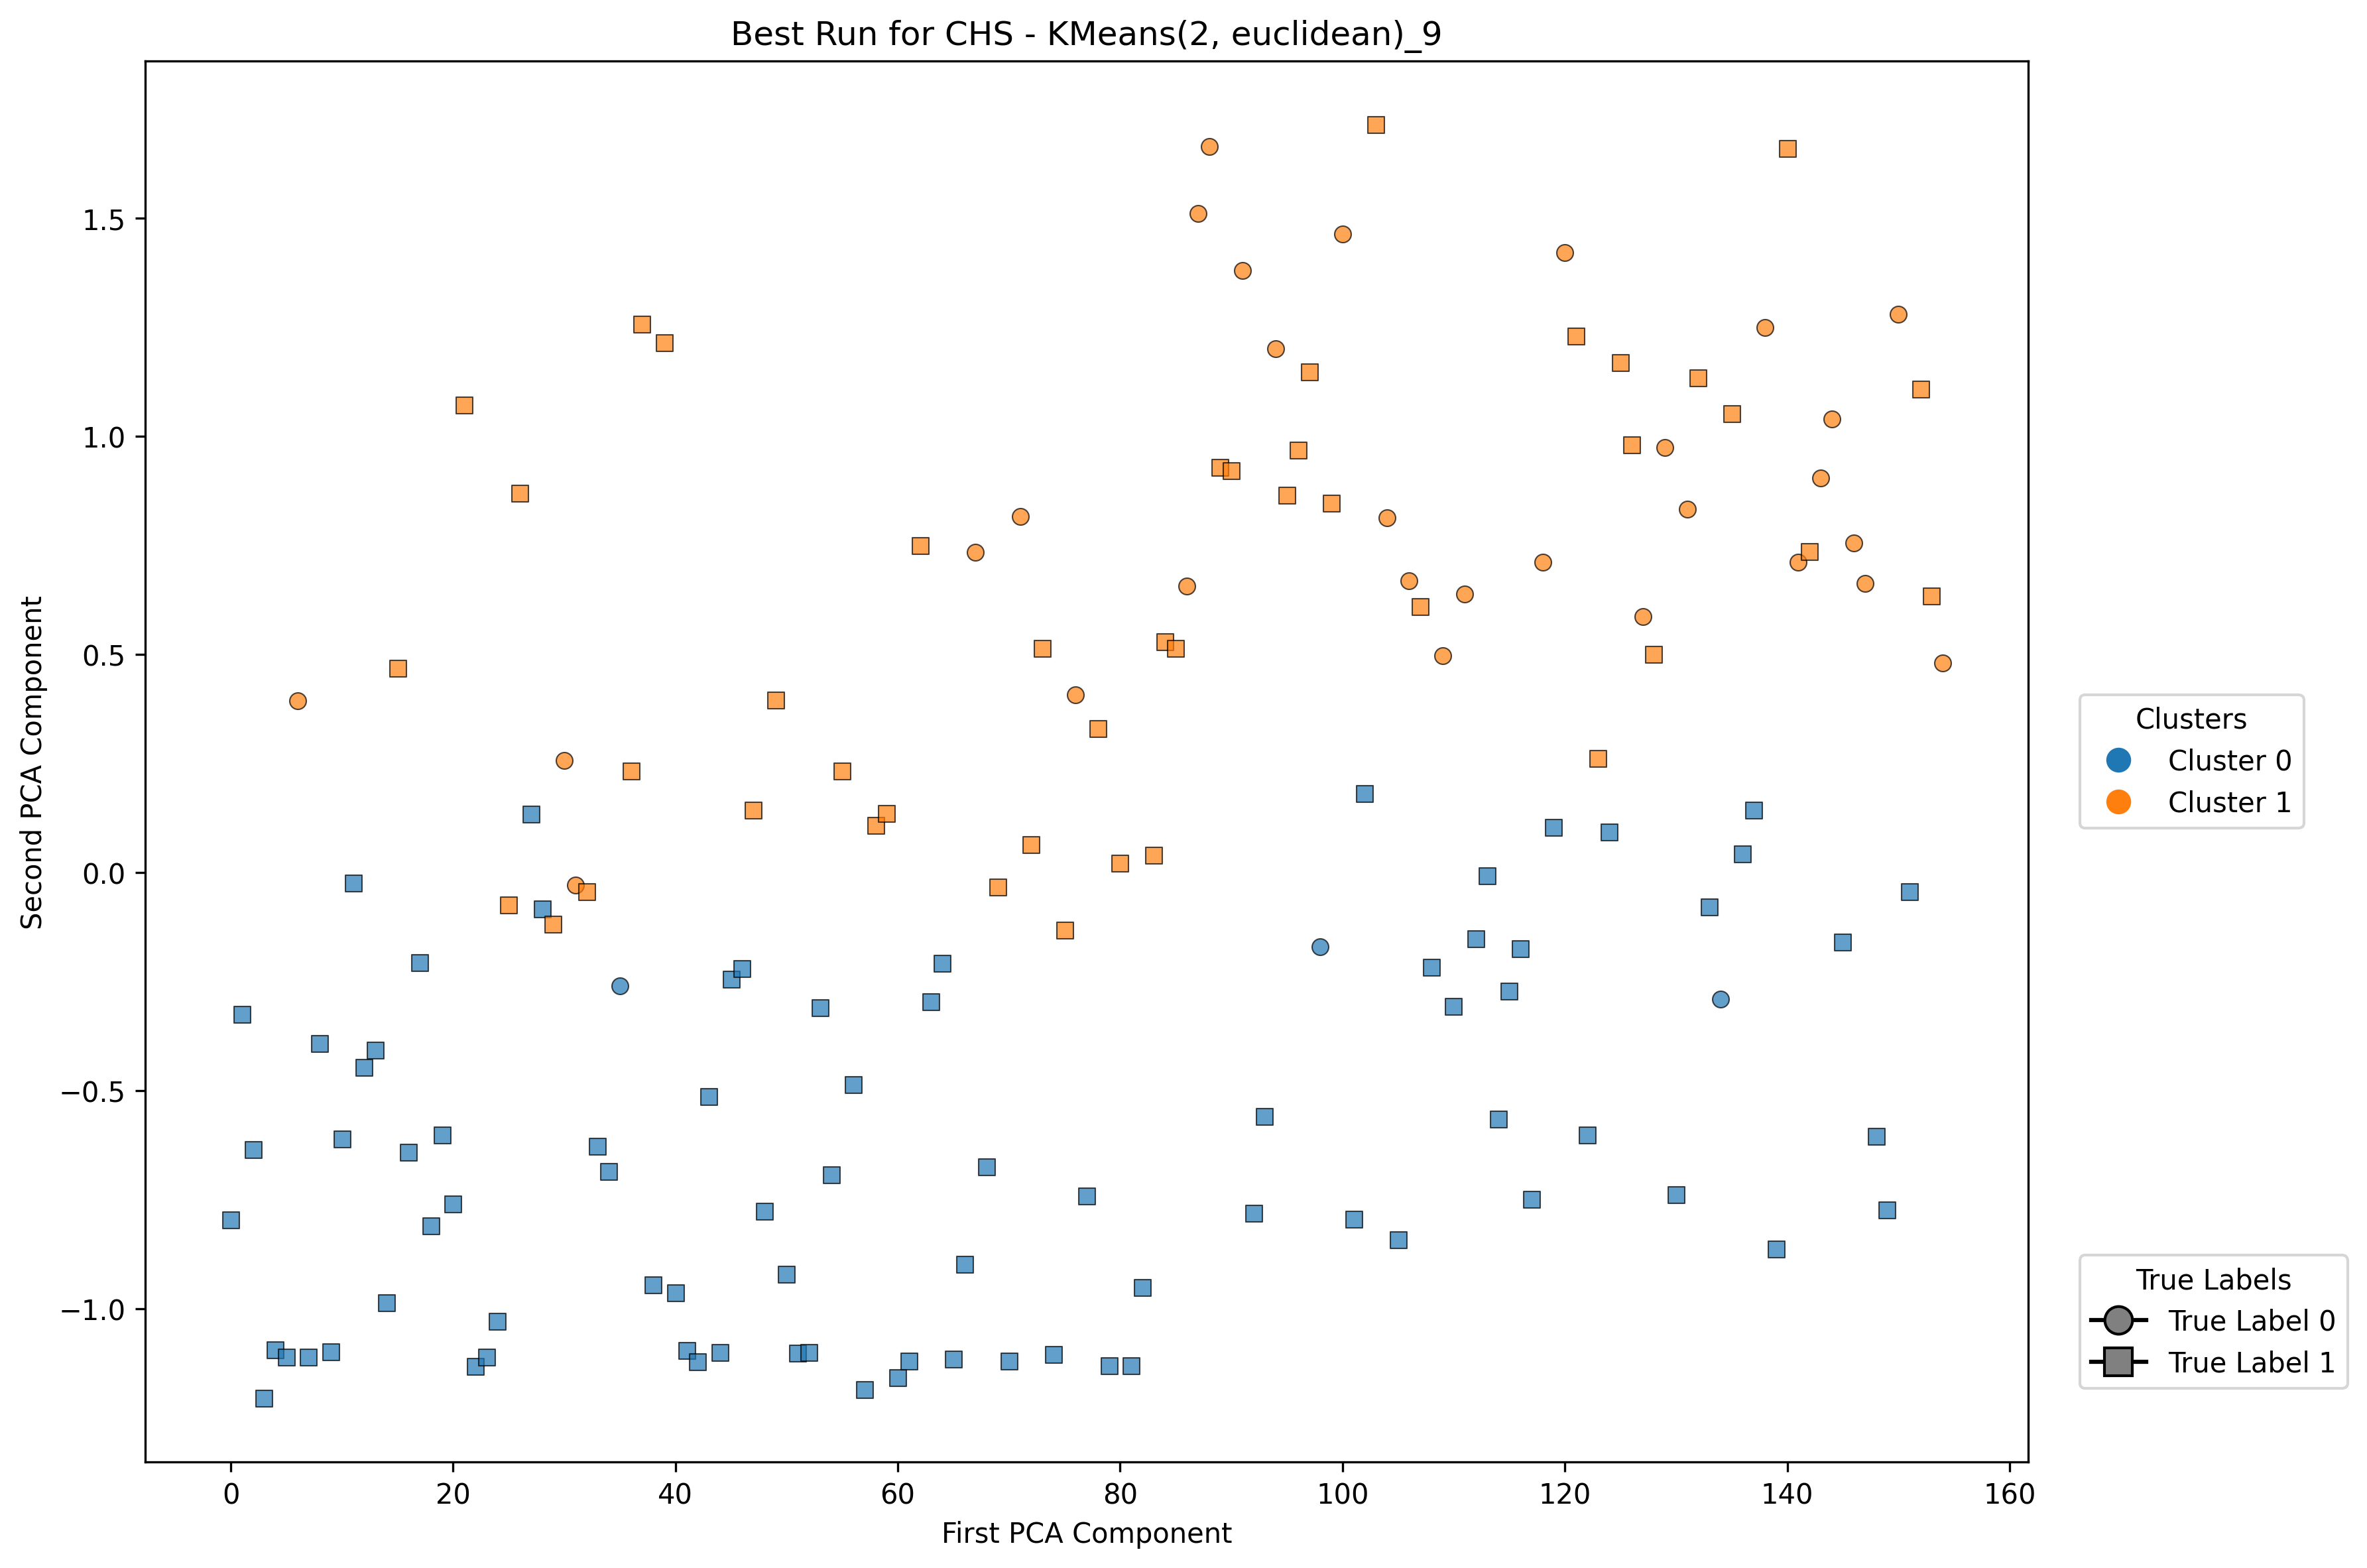 Best Run for CHS - KMeans(2, euclidean)_9
Second PCA Component
1.5
1.0
0.5
0.0
−0.5
−1.0
0 20 40 60 80 100 120 140 160
First PCA Component
Clusters
Cluster 0
Cluster 1
True Labels
True Label 0
True Label 1